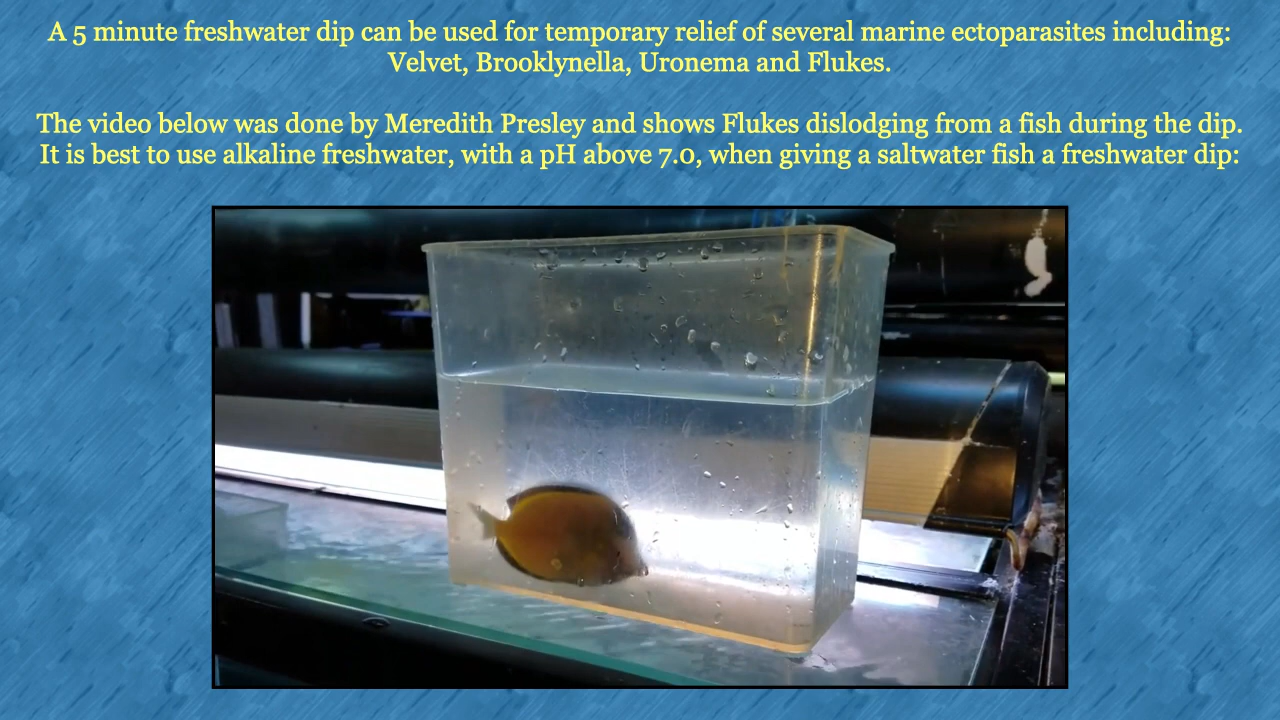 A 5 minute freshwater dip can be used for temporary relief of several marine ectoparasites including:
Velvet, Brooklynella, Uronema and Flukes.
The video below was done by Meredith Presley and shows Flukes dislodging from a fish during the dip.
It is best to use alkaline freshwater, with a pH above 7.0, when giving a saltwater fish a freshwater dip: